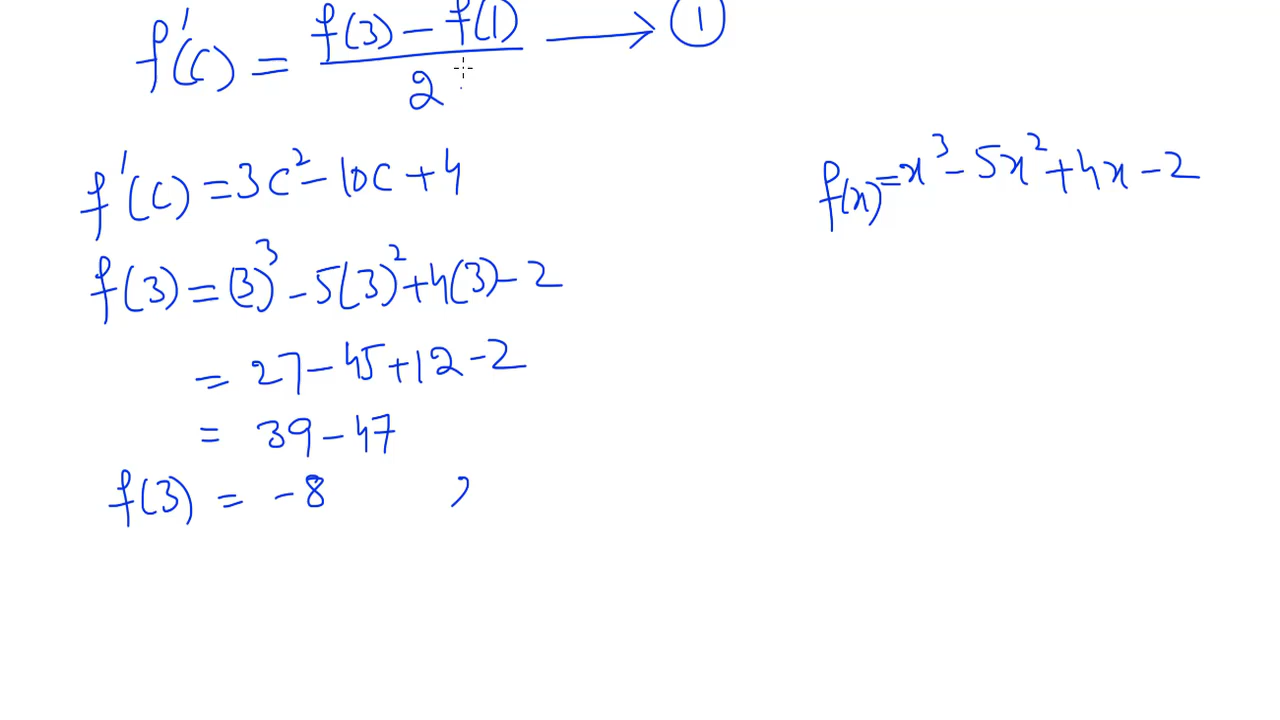 f'(c) = f(3) - f(1) / 2 ⟶ ①
f(x) = x³ - 5x² + 4x - 2
f'(c) = 3c² - 10c + 4
f(3) = (3)³ - 5(3)² + 4(3) - 2
= 27 - 45 + 12 - 2
= 39 - 47
f(3) = -8 ,